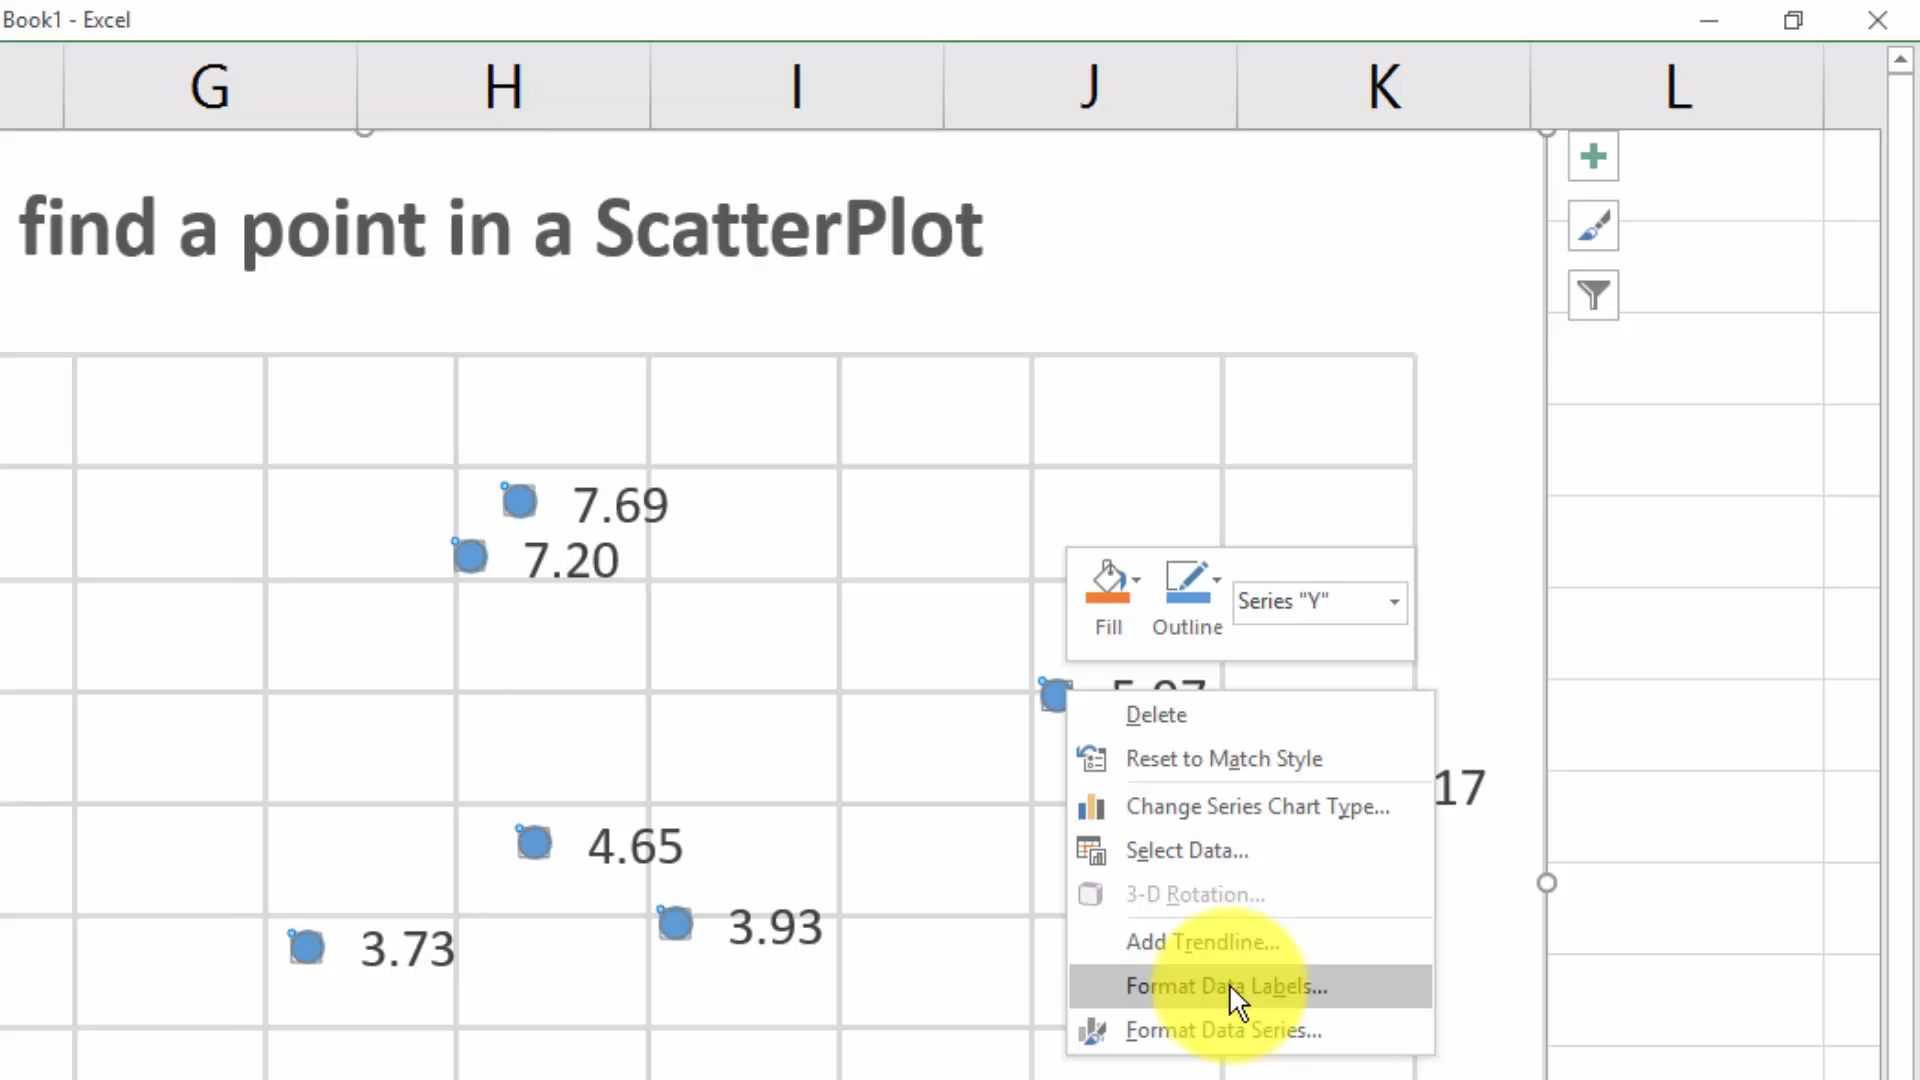 Book1 - Excel
G H I J K L
find a point in a ScatterPlot
7.69
7.20
Fill Outline Series "Y"
Delete
Reset to Match Style
Change Series Chart Type...
17
4.65
Select Data...
3-D Rotation...
3.93
3.73
Add Trendline...
Format Data Labels...
Format Data Series...